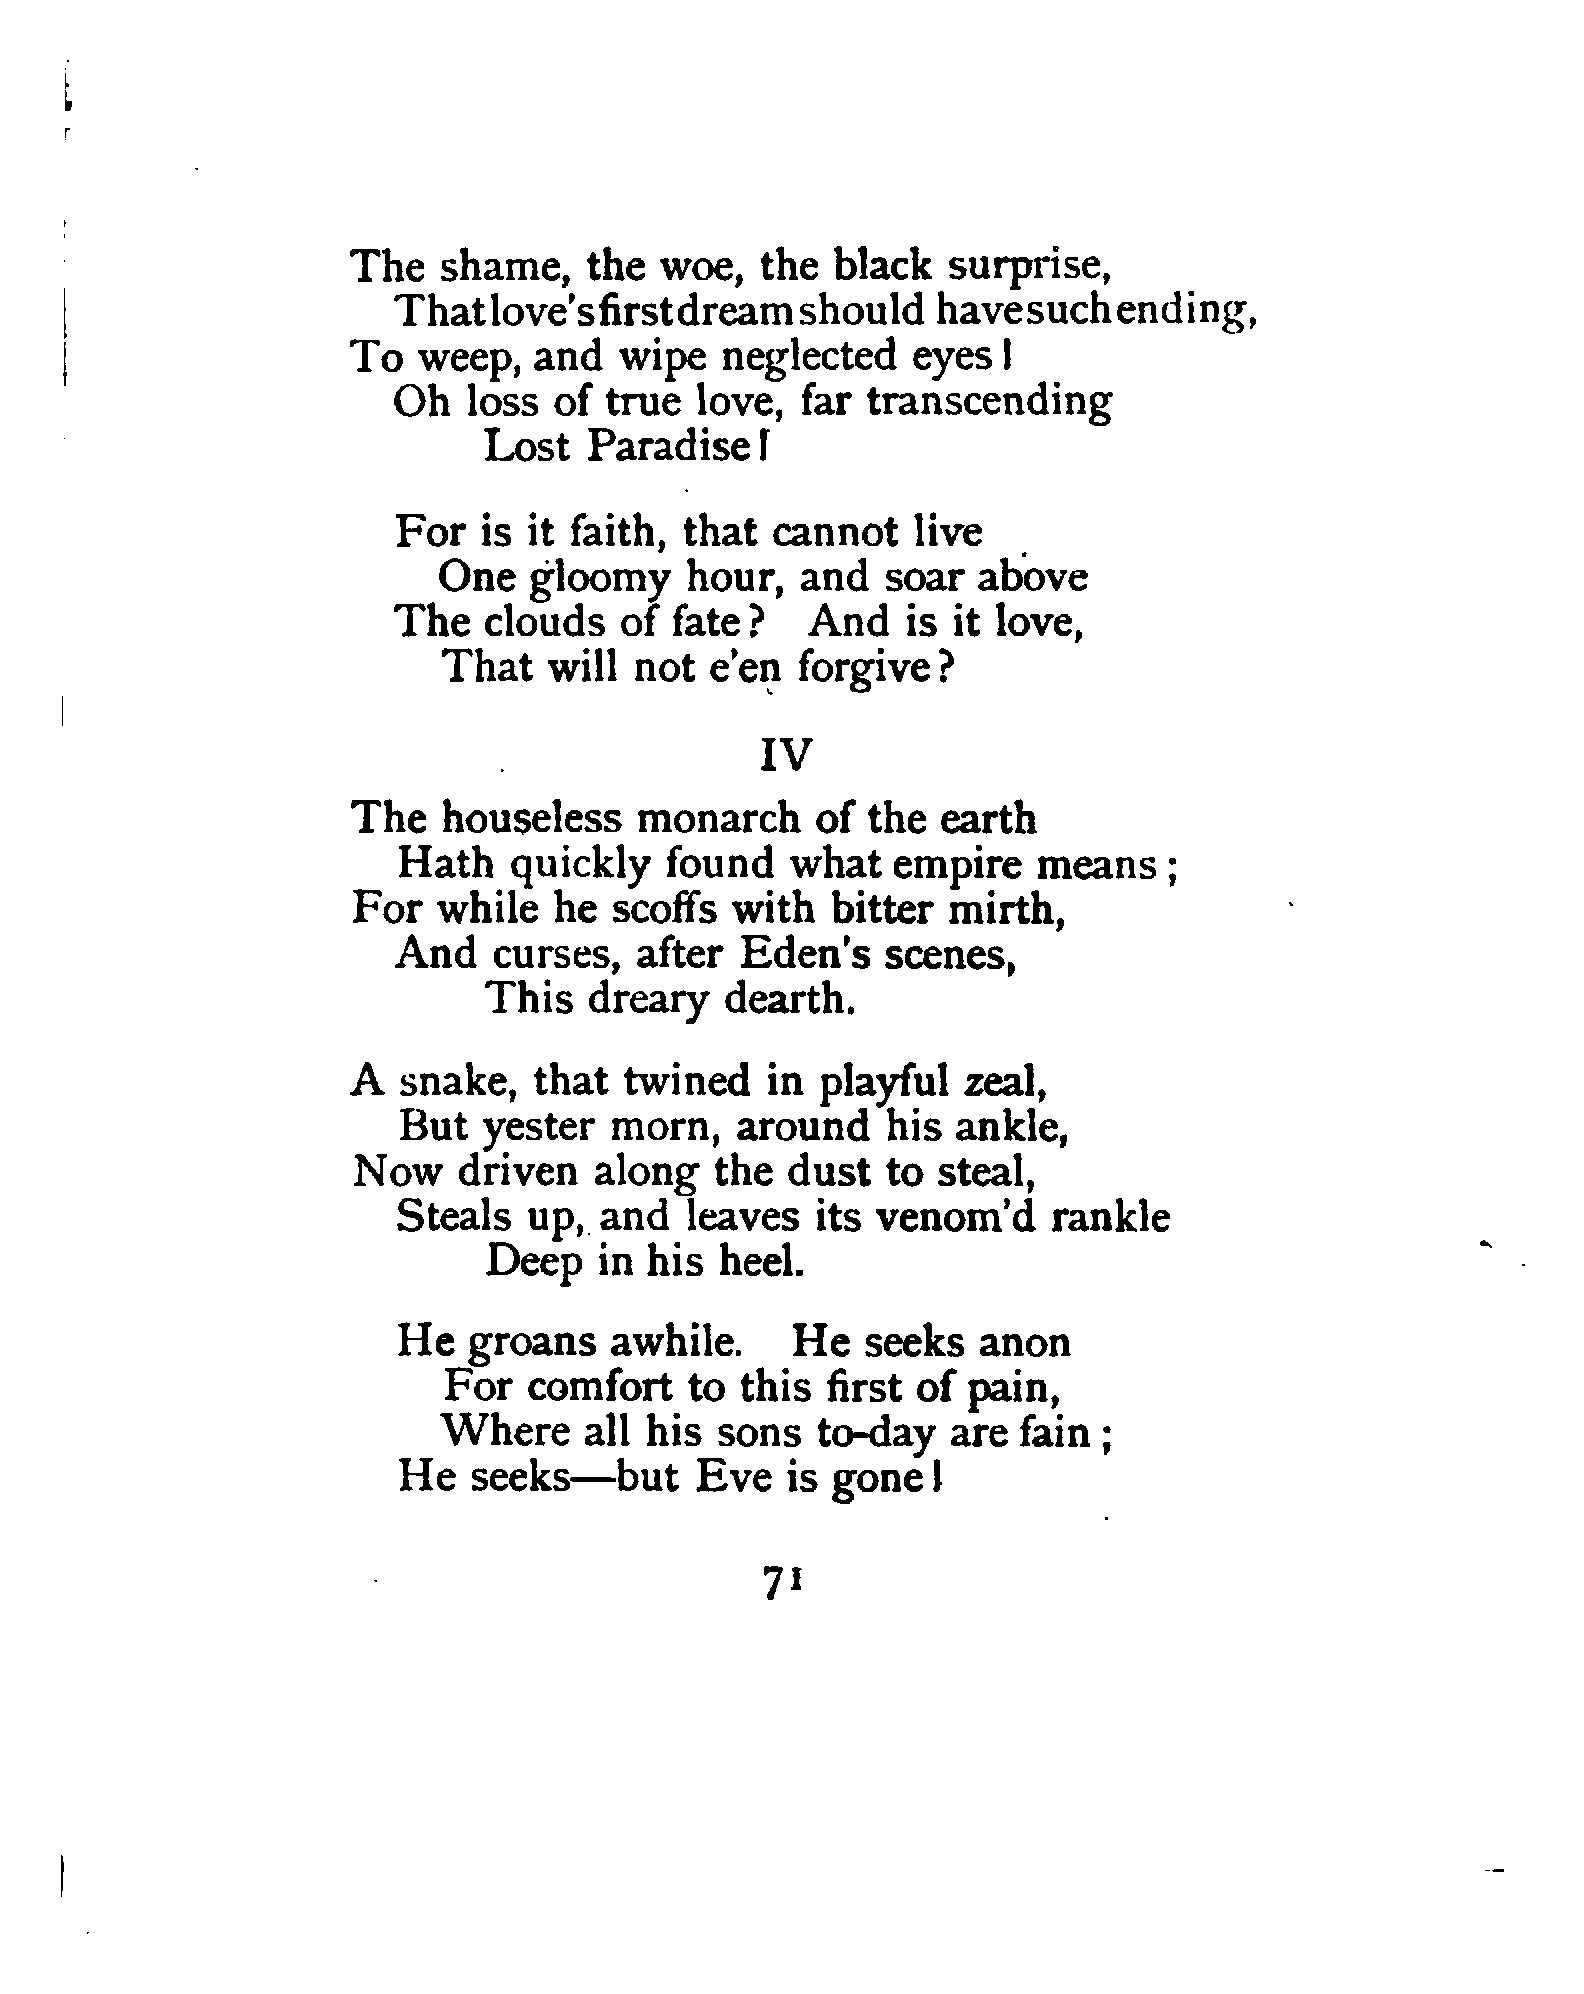 The shame, the woe, the black surprise,
That love's first dream should have such ending,
To weep, and wipe neglected eyes!
Oh loss of true love, far transcending
Lost Paradise!
For is it faith, that cannot live
One gloomy hour, and soar above
The clouds of fate? And is it love,
That will not e'en forgive?
IV
The houseless monarch of the earth
Hath quickly found what empire means;
For while he scoffs with bitter mirth,
And curses, after Eden's scenes,
This dreary dearth.
A snake, that twined in playful zeal,
But yester morn, around his ankle,
Now driven along the dust to steal,
Steals up, and leaves its venom'd rankle
Deep in his heel.
He groans awhile. He seeks anon
For comfort to this first of pain,
Where all his sons to-day are fain;
He seeks—but Eve is gone!
71